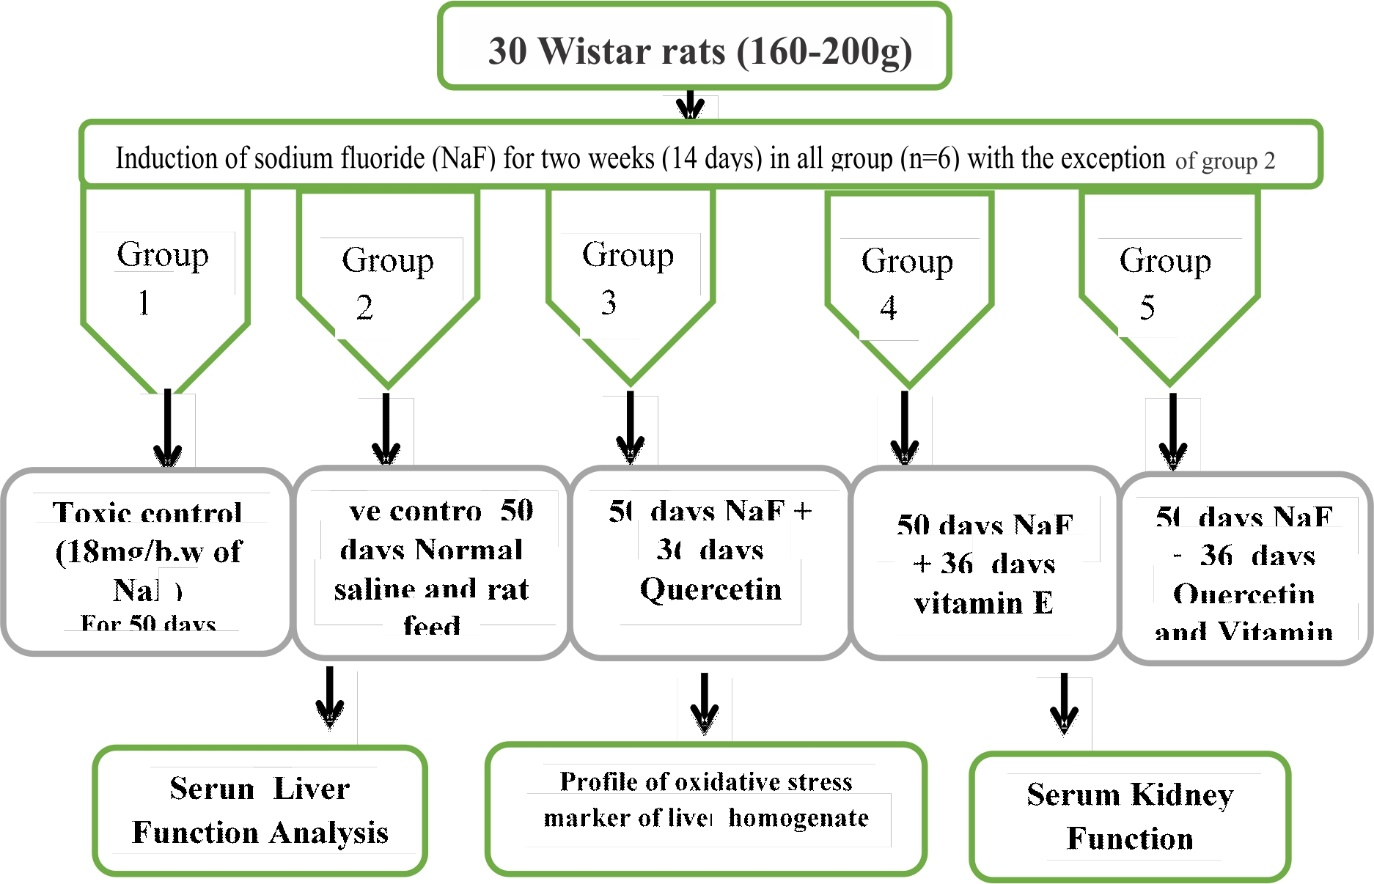 30 Wistar rats (160-200g)
Induction of sodium fluoride (NaF) for two weeks (14 days) in all group (n=6) with the exception of group 2
Group
1
Group
2
Group
3
Group
4
Group
5
Toxic control
(18mg/b.w of
For 50 days
ve contro 50
days Normal
saline and rat
feed
days NaF +
days
Quercetin
50 days NaF
+ 36 days
vitamin E
days NaF
36 days
Quercetin
and Vitamin
Serun Liver
Function Analysis
Profile of oxidative stress
marker of liver homogenate
Serum Kidney
Function